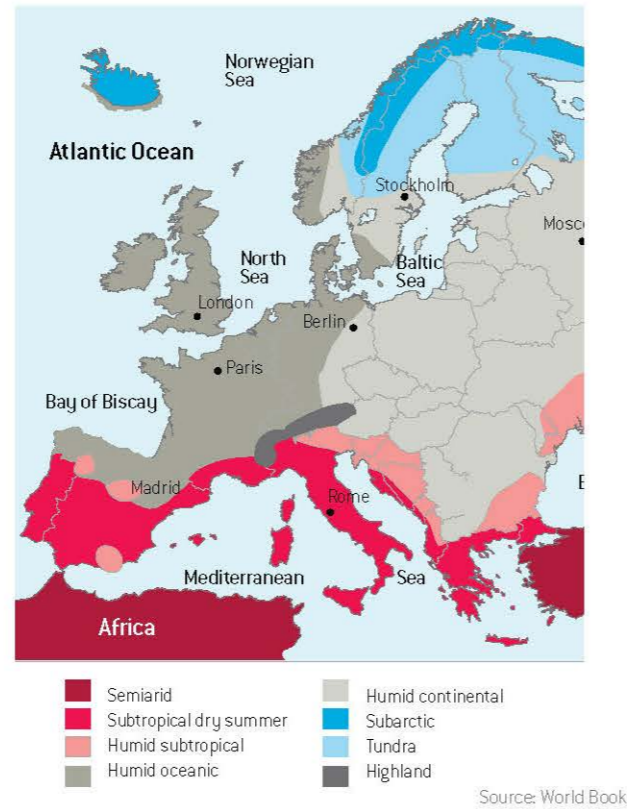 Norwegian
Sea
Atlantic Ocean
Stockholm
Mosc
North
Sea
Baltic
Sea
London
Berlin
Paris
Bay of Biscay
Madrid
Rome
E
Mediterranean
Sea
Africa
Semiarid
Subtropical dry summer
Humid subtropical
Humid oceanic
Humid continental
Subarctic
Tundra
Highland
Source: World Book